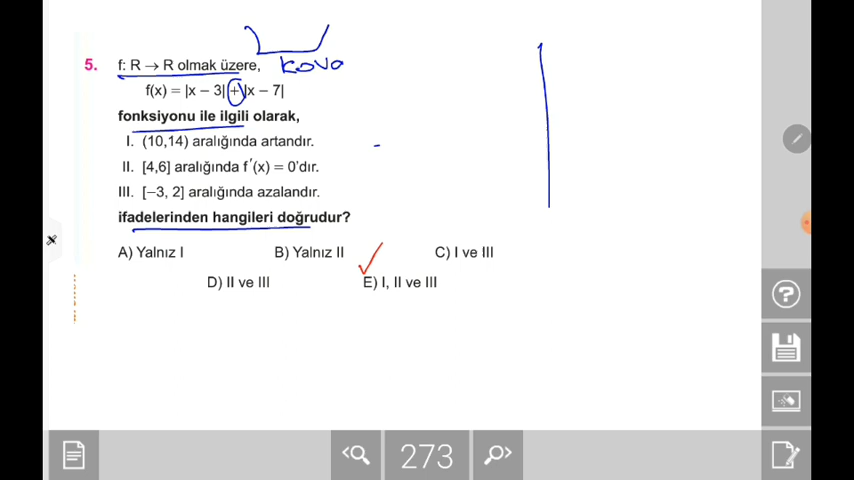 kova
5. f: R → R olmak üzere,
f(x) = |x – 3| + |x – 7|
fonksiyonu ile ilgili olarak,
I. (10,14) aralığında artandır.
II. [4,6] aralığında f′(x) = 0'dır.
III. [–3, 2] aralığında azalandır.
ifadelerinden hangileri doğrudur?
A) Yalnız I B) Yalnız II C) I ve III
D) II ve III E) I, II ve III
273